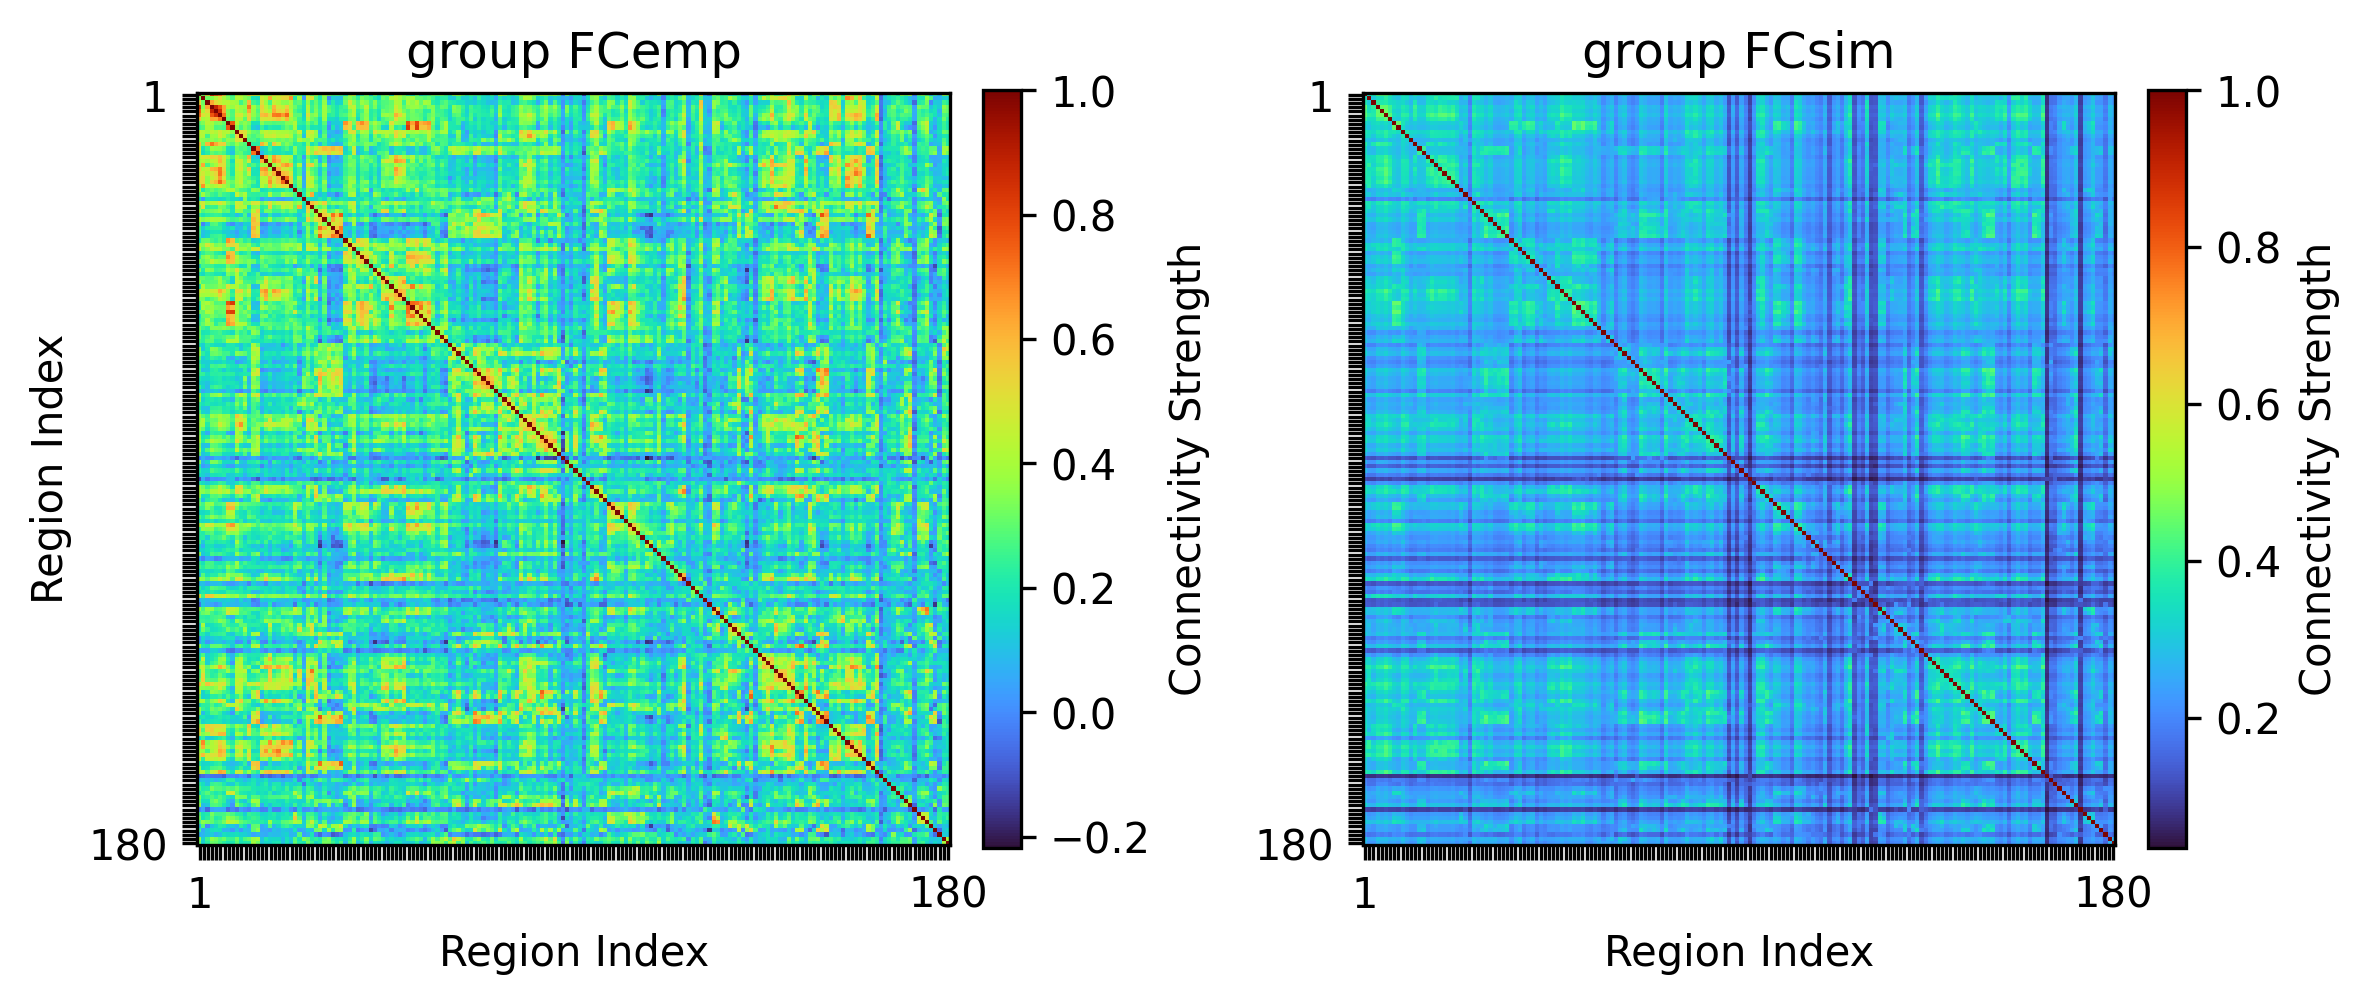 group FCemp
1
180
1
180
Region Index
Region Index
1.0
0.8
0.6
0.4
0.2
0.0
−0.2
Connectivity Strength
group FCsim
1
180
1
180
Region Index
1.0
0.8
0.6
0.4
0.2
Connectivity Strength